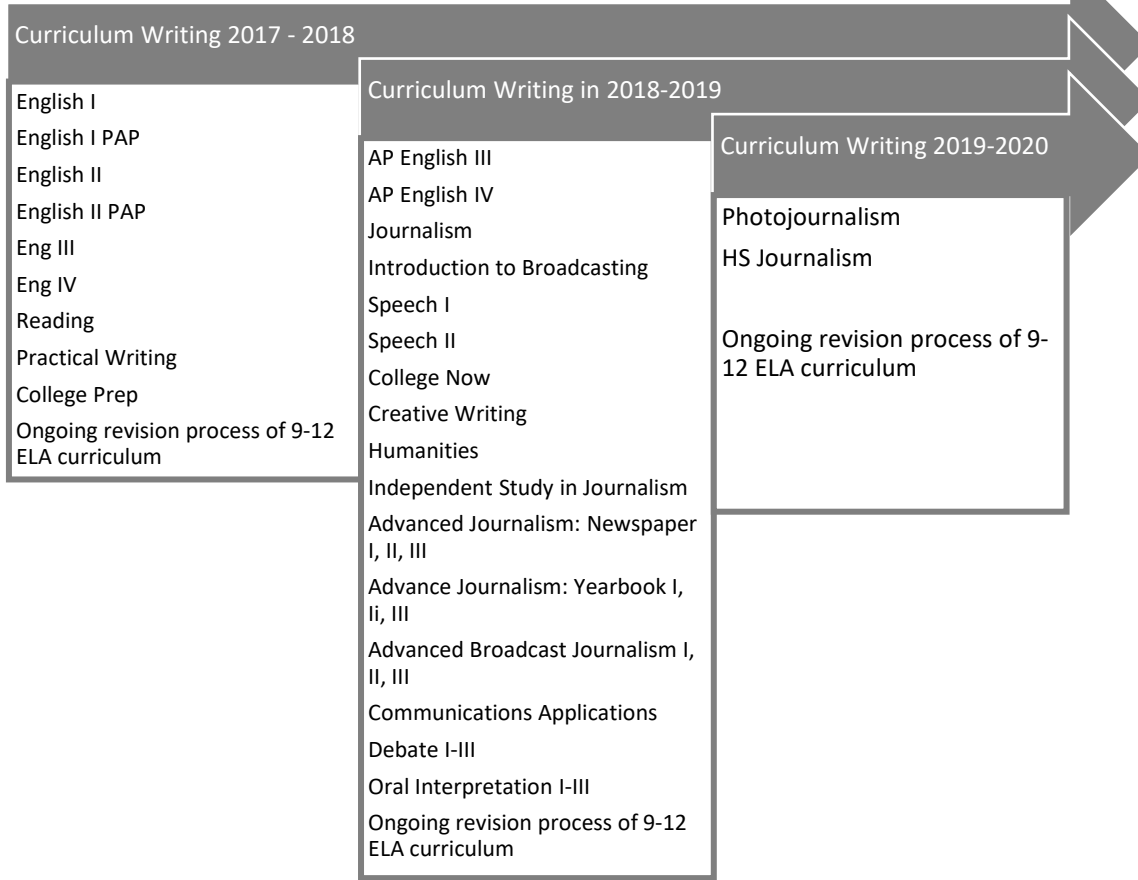 Curriculum Writing 2017 - 2018
English I
English I PAP
English II
English II PAP
Eng III
Eng IV
Reading
Practical Writing
College Prep
Ongoing revision process of 9-12
ELA curriculum
Curriculum Writing in 2018-2019
AP English III
AP English IV
Journalism
Introduction to Broadcasting
Speech I
Speech II
College Now
Creative Writing
Humanities
Independent Study in Journalism
Advanced Journalism: Newspaper
I, II, III
Advance Journalism: Yearbook I,
Ii, III
Advanced Broadcast Journalism I,
II, III
Communications Applications
Debate I-III
Oral Interpretation I-III
Ongoing revision process of 9-12
ELA curriculum
Curriculum Writing 2019-2020
Photojournalism
HS Journalism
Ongoing revision process of 9-
12 ELA curriculum